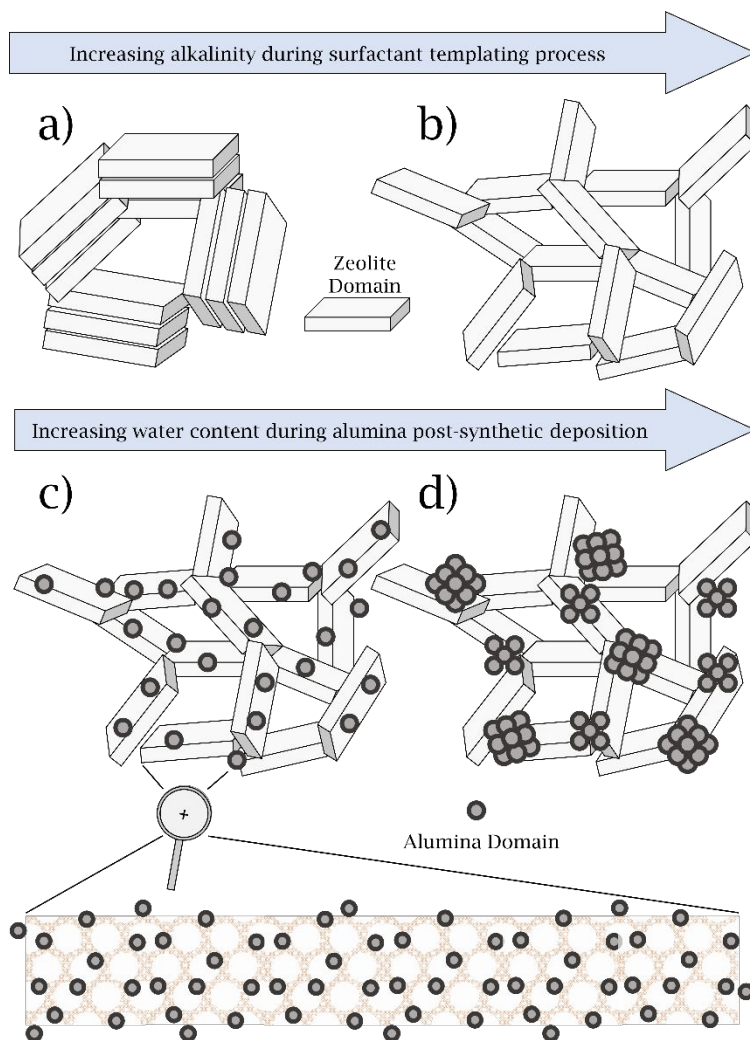 Increasing alkalinity during surfactant templating process
a)
b)
Zeolite
Domain
Increasing water content during alumina post-synthetic deposition
c)
d)
+
Alumina Domain